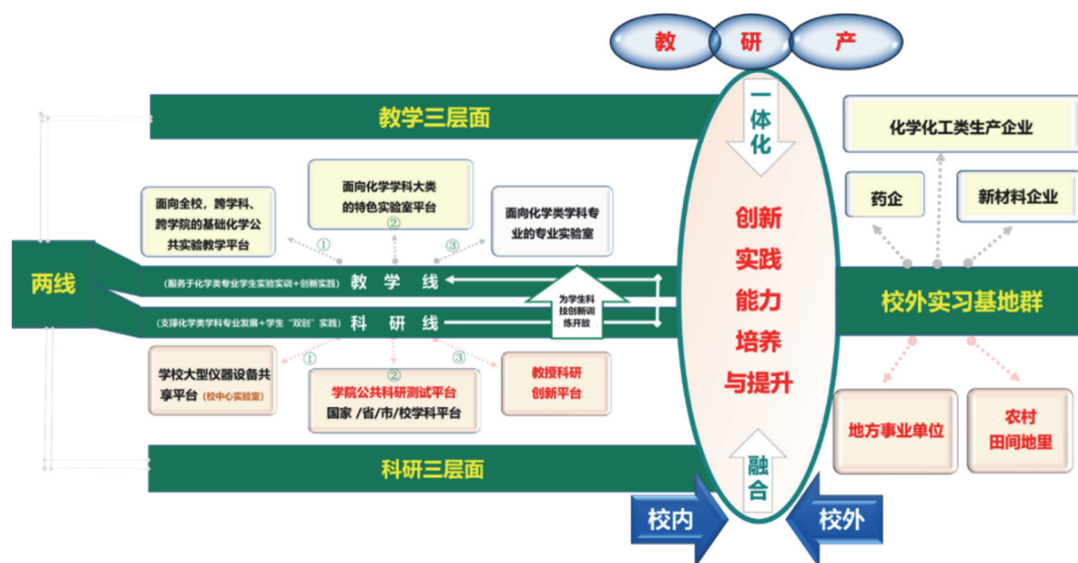 教 研 产
一体化
教学三层面
化学化工类生产企业
面向全校，跨学科、
跨学院的基础化学公
共实验教学平台
面向化学学科大类
的特色实验室平台
面向化学类学科专
业的专业实验室
药企
新材料企业
①
②
③
创新
实践
能力
培养
与提升
两线
(服务于化学类专业学生实验实训+创新实践) 教 学 线
为学生科
技创新训
练开放
(支撑化学类学科专业发展+学生“双创”实践) 科 研 线
校外实习基地群
①
②
③
学校大型仪器设备共
享平台 (校中心实验室)
学院公共科研测试平台
国家 /省/市/校学科平台
教授科研
创新平台
地方事业单位
农村
田间地里
科研三层面
融合
校内
校外